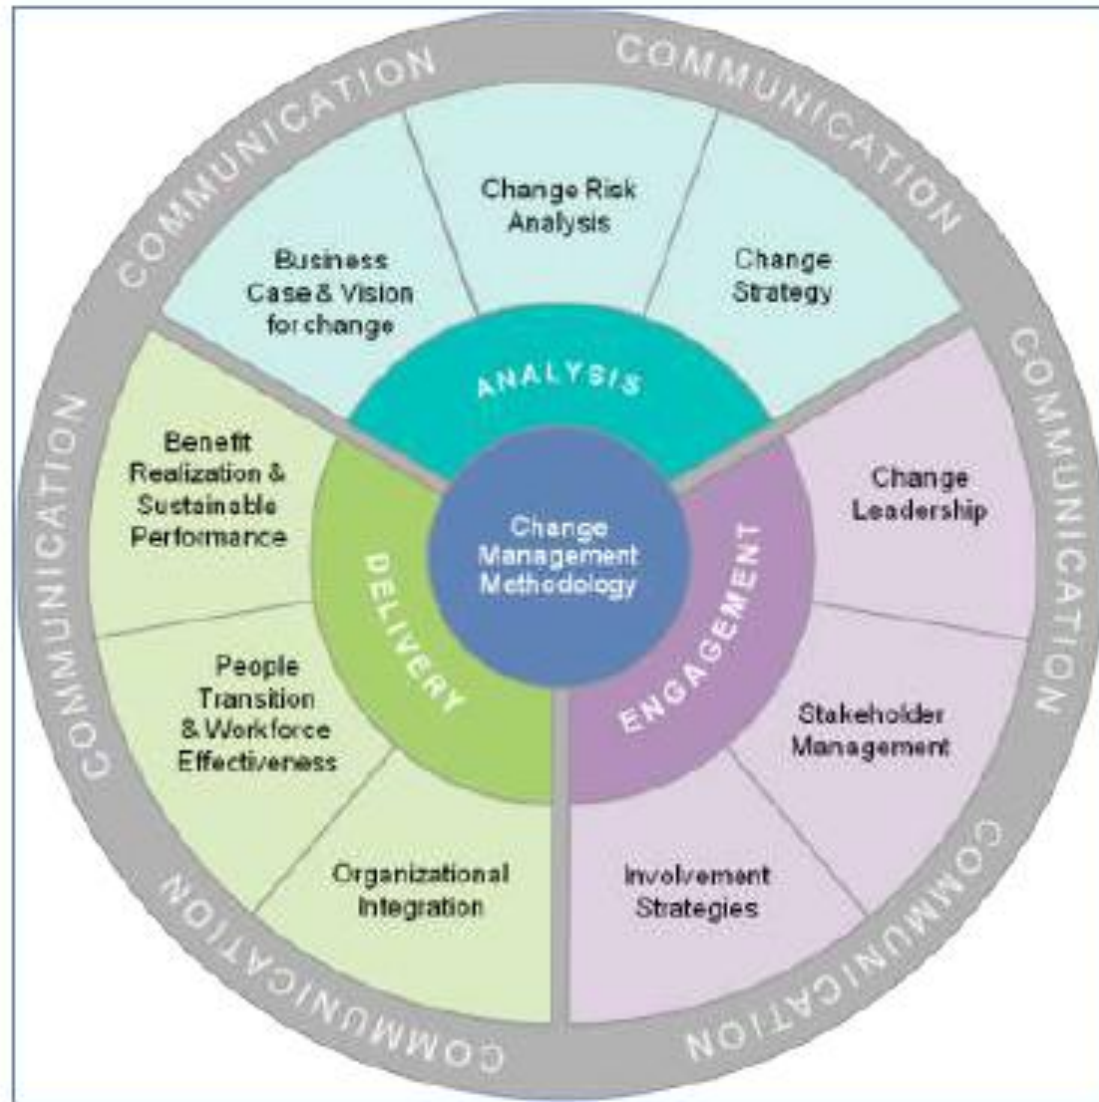 COMMUNICATION
COMMUNICATION
COMMUNICATION
COMMUNICATION
COMMUNICATION
COMMUNICATION
Change Risk
Analysis
Business
Case & Vision
for change
Change
Strategy
ANALYSIS
Benefit
Realization &
Sustainable
Performance
Change
Leadership
Change
Management
Methodology
DELIVERY
ENGAGEMENT
People
Transition
& Workforce
Effectiveness
Stakeholder
Management
Organizational
Integration
Involvement
Strategies